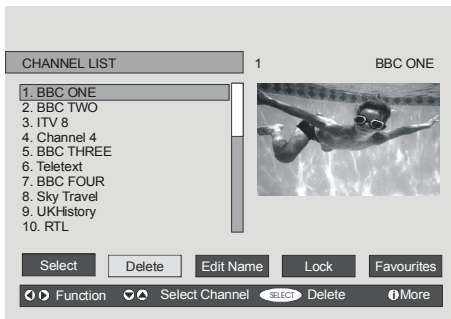 CHANNEL LIST
1 BBC ONE
1. BBC ONE
2. BBC TWO
3. ITV 8
4. Channel 4
5. BBC THREE
6. Teletext
7. BBC FOUR
8. Sky Travel
9. UKHistory
10. RTL
Select Delete Edit Name Lock Favourites
Function Select Channel SELECT Delete i More